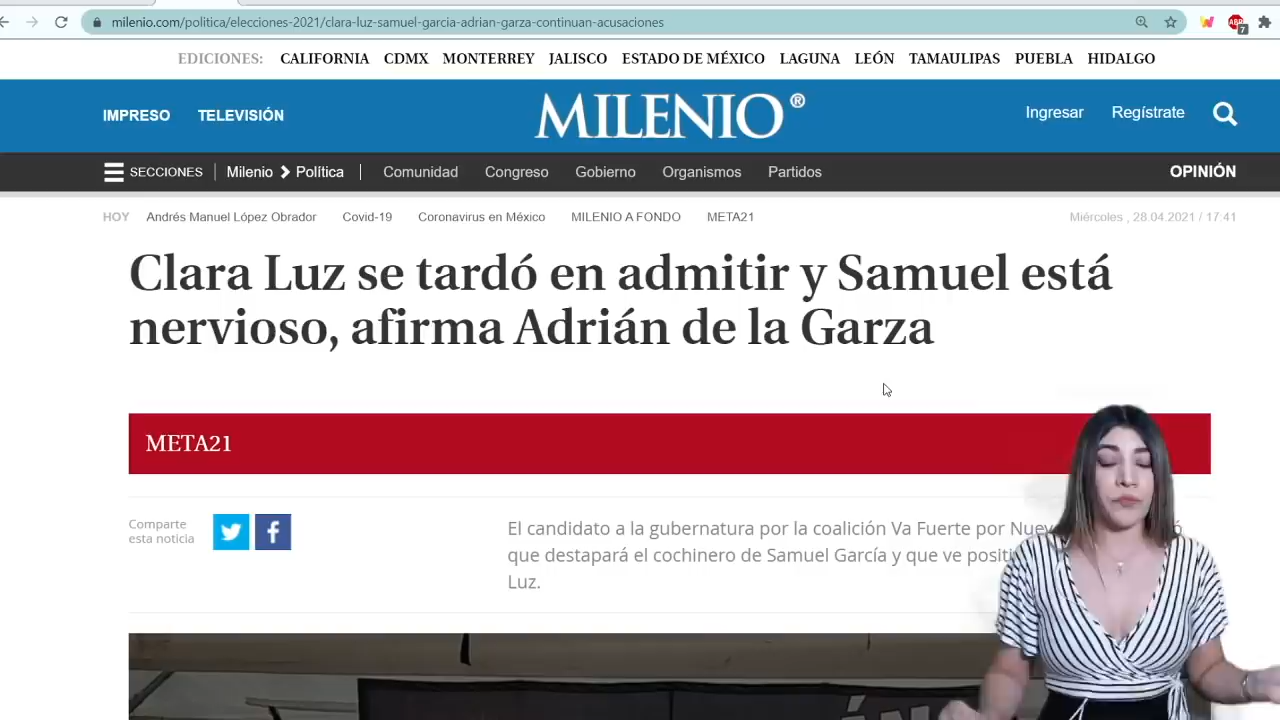 milenio.com/politica/elecciones-2021/clara-luz-samuel-garcia-adrian-garza-continuan-acusaciones
ABP
7
EDICIONES: CALIFORNIA CDMX MONTERREY JALISCO ESTADO DE MÉXICO LAGUNA LEÓN TAMAULIPAS PUEBLA HIDALGO
IMPRESO TELEVISIÓN MILENIO® Ingresar Regístrate
SECCIONES Milenio Política Comunidad Congreso Gobierno Organismos Partidos OPINIÓN
HOY Andrés Manuel López Obrador Covid-19 Coronavirus en México MILENIO A FONDO META21 Miércoles , 28.04.2021 / 17:41
Clara Luz se tardó en admitir y Samuel está
nervioso, afirma Adrián de la Garza
META21
Comparte
esta noticia
El candidato a la gubernatura por la coalición Va Fuerte por
que destapará el cochinero de Samuel García y que ve
Luz.